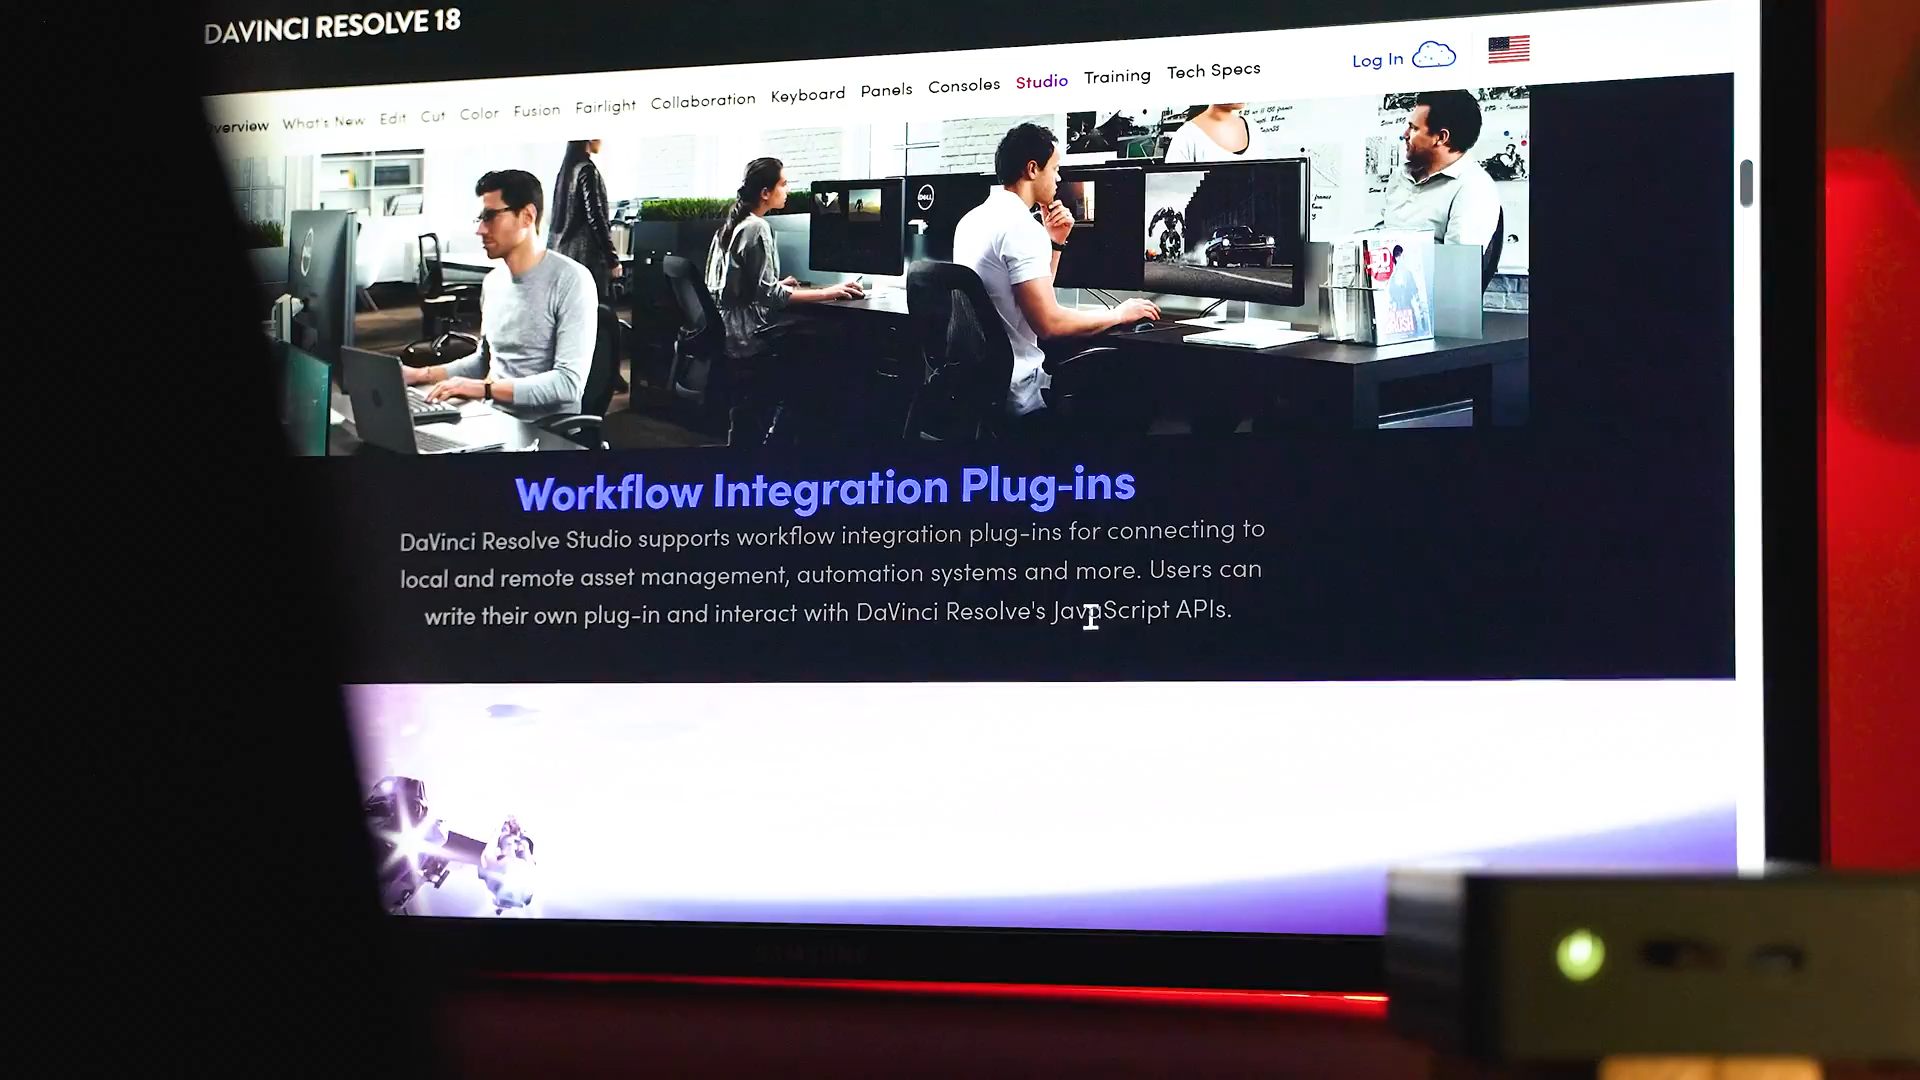 DAVINCI RESOLVE 18
Log In
Overview What's New Edit Cut Color Fusion Fairlight Collaboration Keyboard Panels Consoles Studio Training Tech Specs
DELL
Workflow Integration Plug-ins
DaVinci Resolve Studio supports workflow integration plug-ins for connecting to
local and remote asset management, automation systems and more. Users can
write their own plug-in and interact with DaVinci Resolve's JavaScript APIs.
SAMSUNG